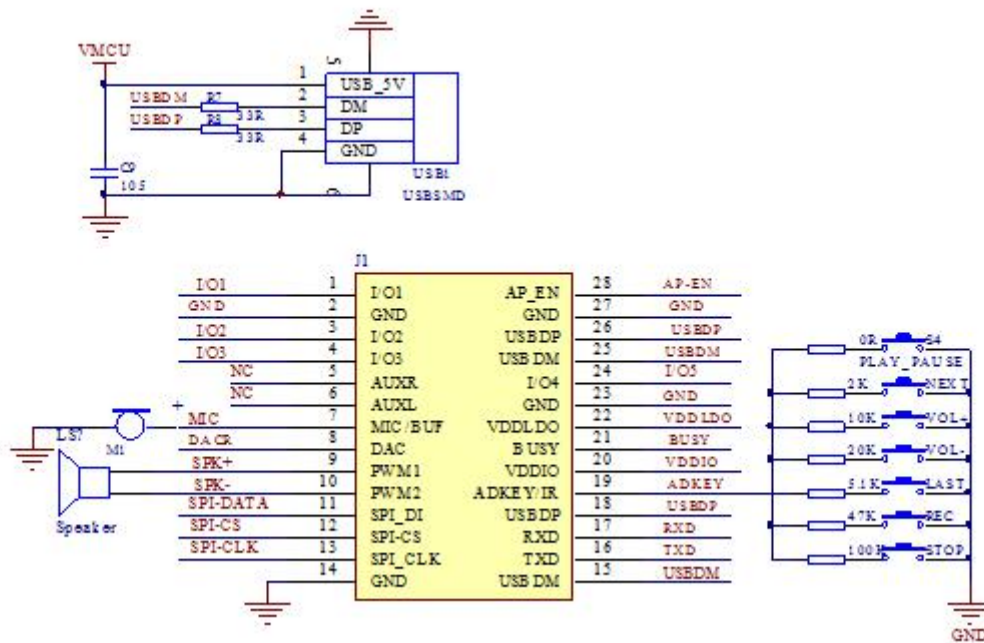 VMCU
5
1 USB_5V
USBDM R7 33R 2 DM
USBDP R8 33R 3 DP
4 GND
C9
105
6
USB1
USBSMD
J1
I/O1 1 I/O1 AP_EN 28 AP-EN
GND 2 GND GND 27 GND
I/O2 3 I/O2 USBDP 26 USBDP
I/O3 4 I/O3 USBDM 25 USBDM
NC 5 AUXR I/O4 24 I/O5
NC 6 AUXL GND 23 GND
+ MIC 7 MIC/BUF VDDLDO 22 VDDLDO
M1
DACR 8 DAC BUSY 21 BUSY
LS?
SPK+ 9 PWM1 VDDIO 20 VDDIO
SPK- 10 PWM2 ADKEY/IR 19 ADKEY
Speaker
SPI-DATA 11 SPI_DI USBDP 18 USBDP
SPI-CS 12 SPI-CS RXD 17 RXD
SPI-CLK 13 SPI_CLK TXD 16 TXD
14 GND USBDM 15 USBDM
0R S4
PLAY_PAUSE
2K NEXT
10K VOL+
20K VOL-
5.1K LAST
47K REC
100K STOP
GND